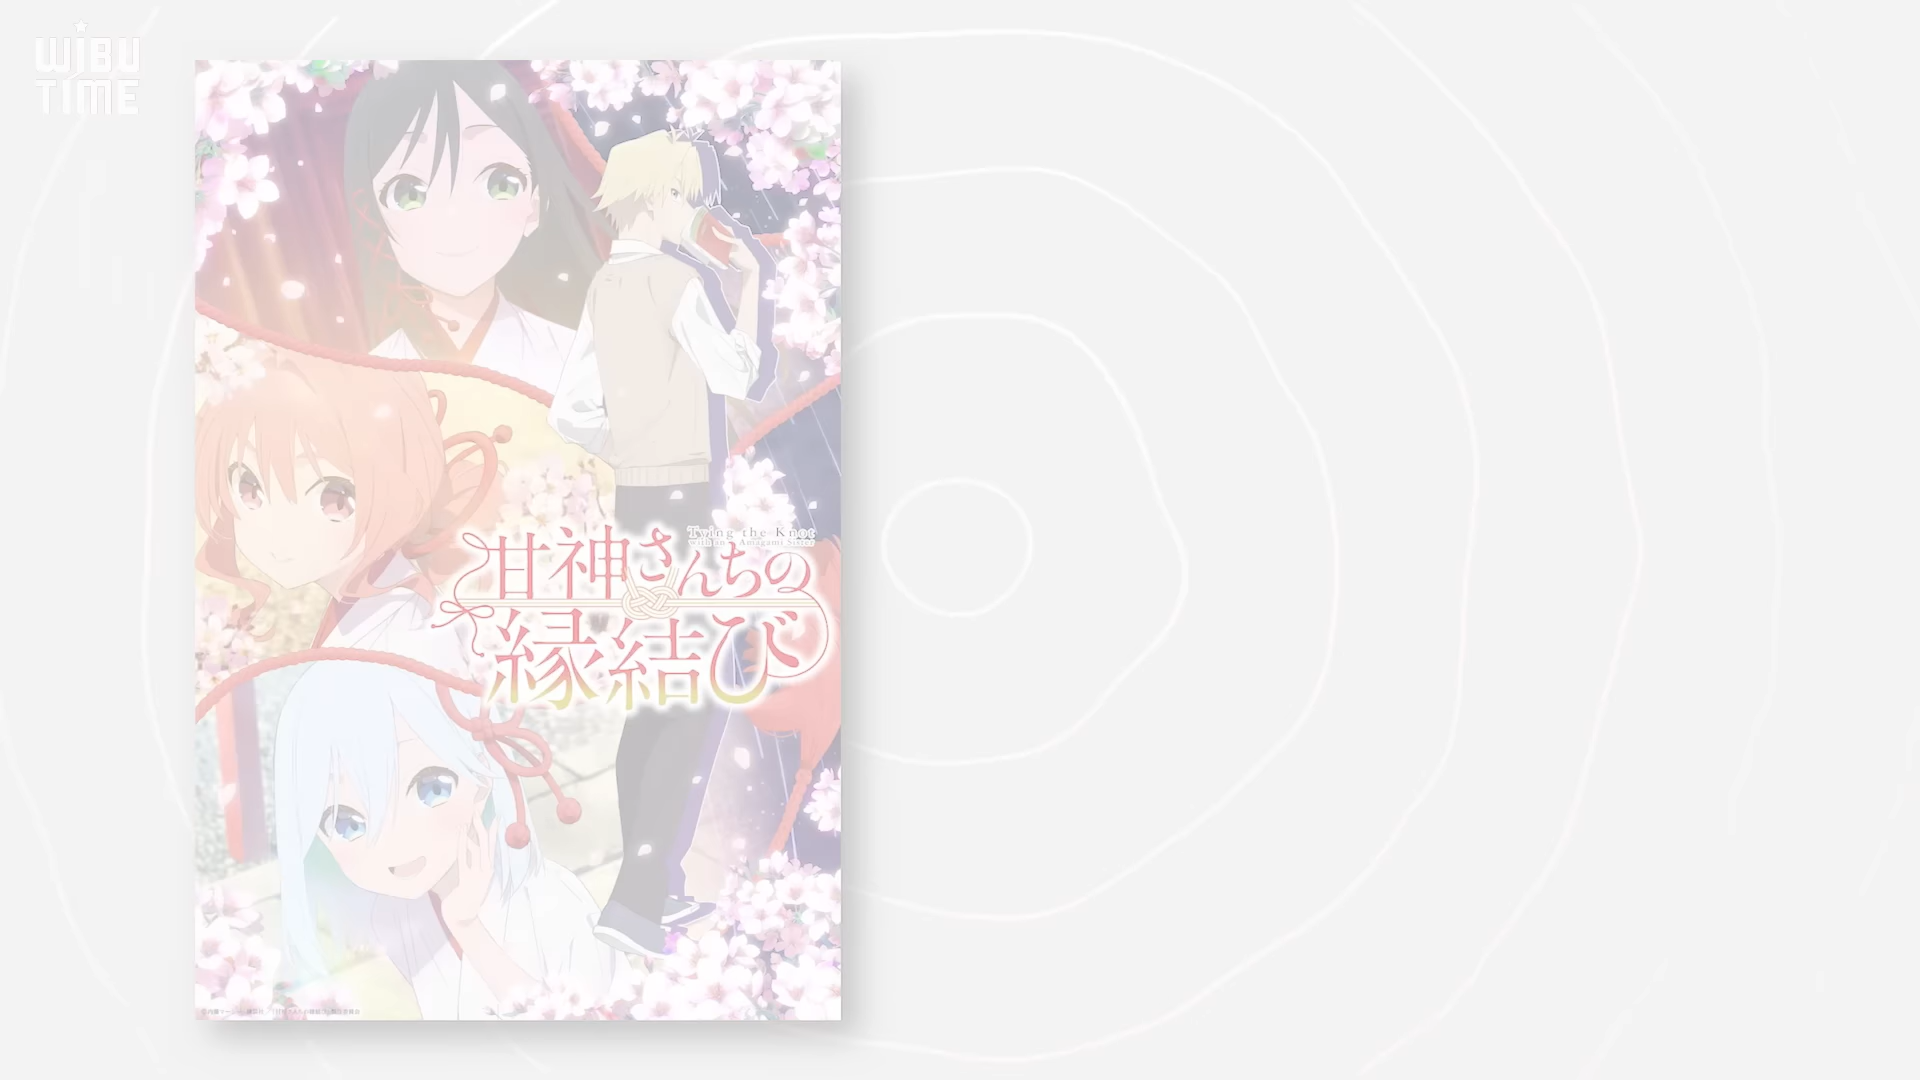 WIBU
TIME
Tying the Knot
with an Amagami Sister
甘神さんちの
縁結び